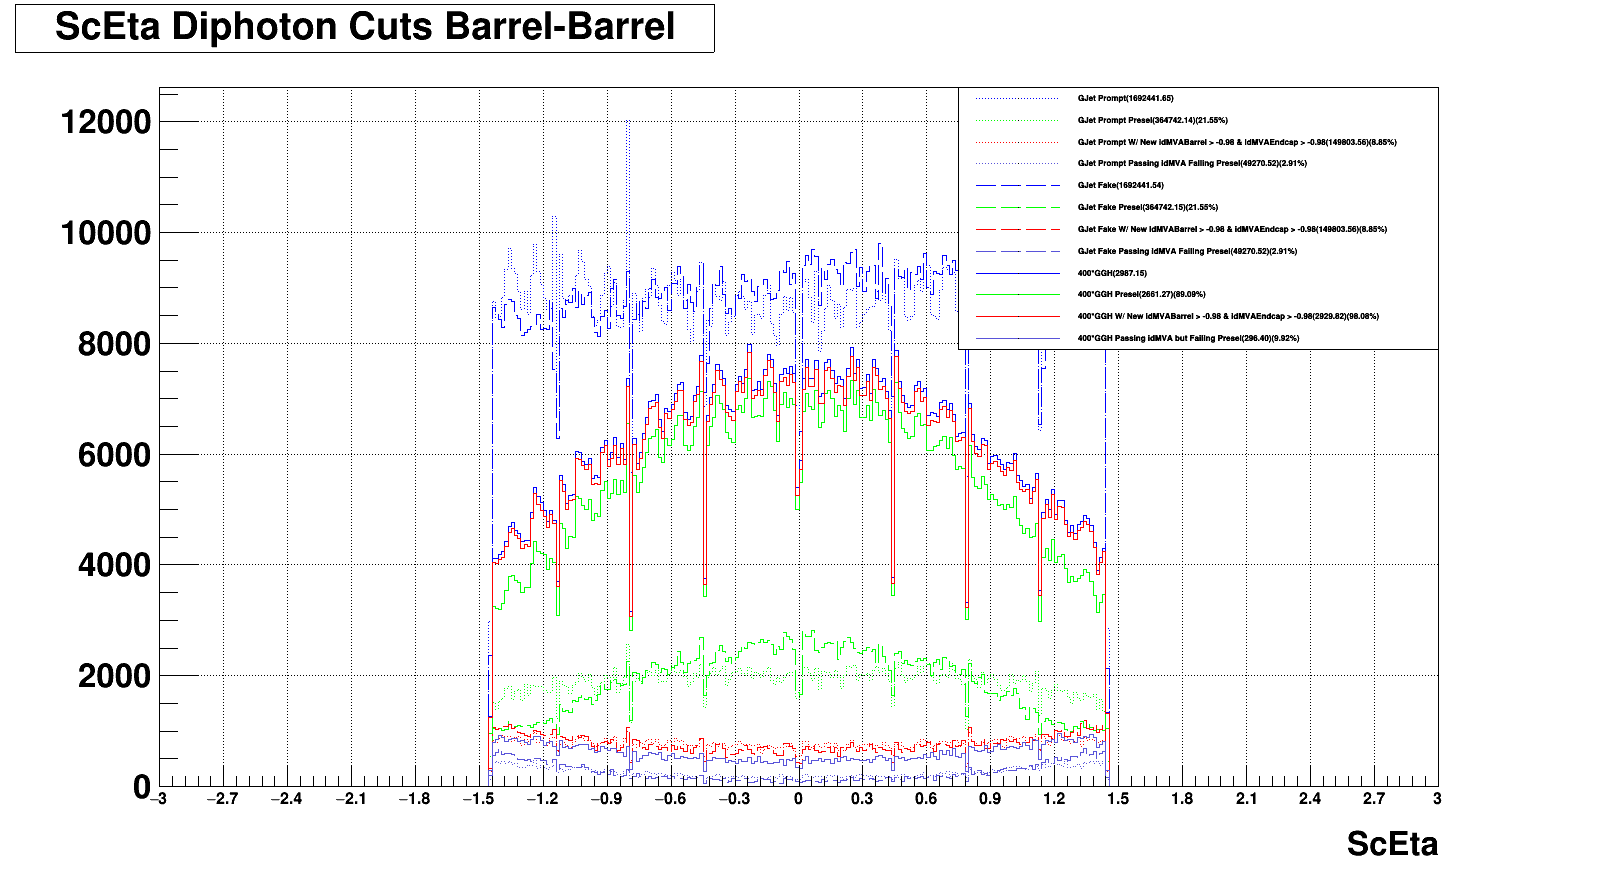 ScEta Diphoton Cuts Barrel-Barrel
GJet Prompt(1692441.65)
GJet Prompt Presel(364742.14)(21.55%)
GJet Prompt W/ New idMVABarrel > -0.98 & idMVAEndcap > -0.98(149803.56)(8.85%)
GJet Prompt Passing idMVA Failing Presel(49270.52)(2.91%)
GJet Fake(1692441.54)
GJet Fake Presel(364742.15)(21.55%)
GJet Fake W/ New idMVABarrel > -0.98 & idMVAEndcap > -0.98(149803.56)(8.85%)
GJet Fake Passing idMVA Failing Presel(49270.52)(2.91%)
400*GGH(2987.15)
400*GGH Presel(2661.27)(89.09%)
400*GGH W/ New idMVABarrel > -0.98 & idMVAEndcap > -0.98(2929.82)(98.08%)
400*GGH Passing idMVA but Failing Presel(296.40)(9.92%)
12000
10000
8000
6000
4000
2000
0
−3 −2.7 −2.4 −2.1 −1.8 −1.5 −1.2 −0.9 −0.6 −0.3 0 0.3 0.6 0.9 1.2 1.5 1.8 2.1 2.4 2.7 3
ScEta